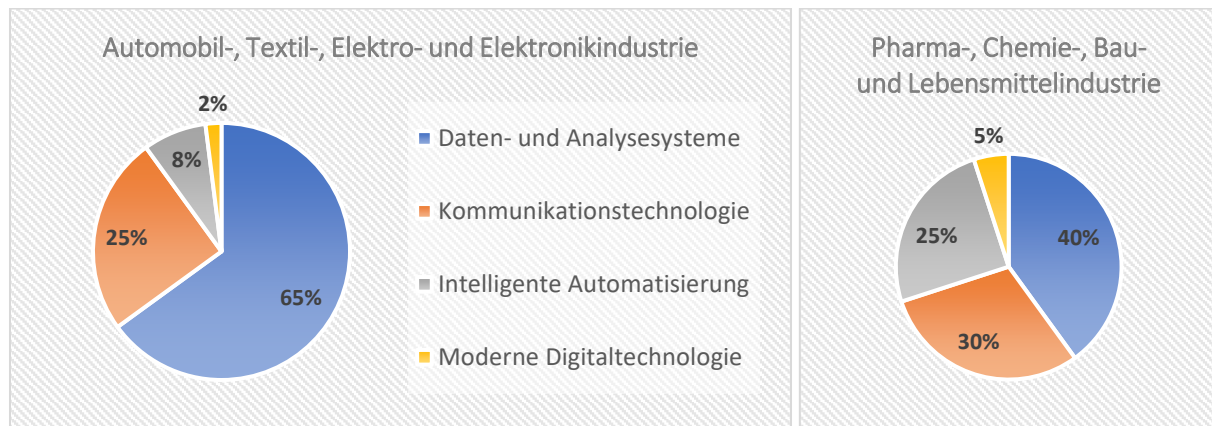 Automobil-, Textil-, Elektro- und Elektronikindustrie
2%
8%
25%
65%
Daten- und Analysesysteme
Kommunikationstechnologie
Intelligente Automatisierung
Moderne Digitaltechnologie
Pharma-, Chemie-, Bau-
und Lebensmittelindustrie
5%
25%
40%
30%